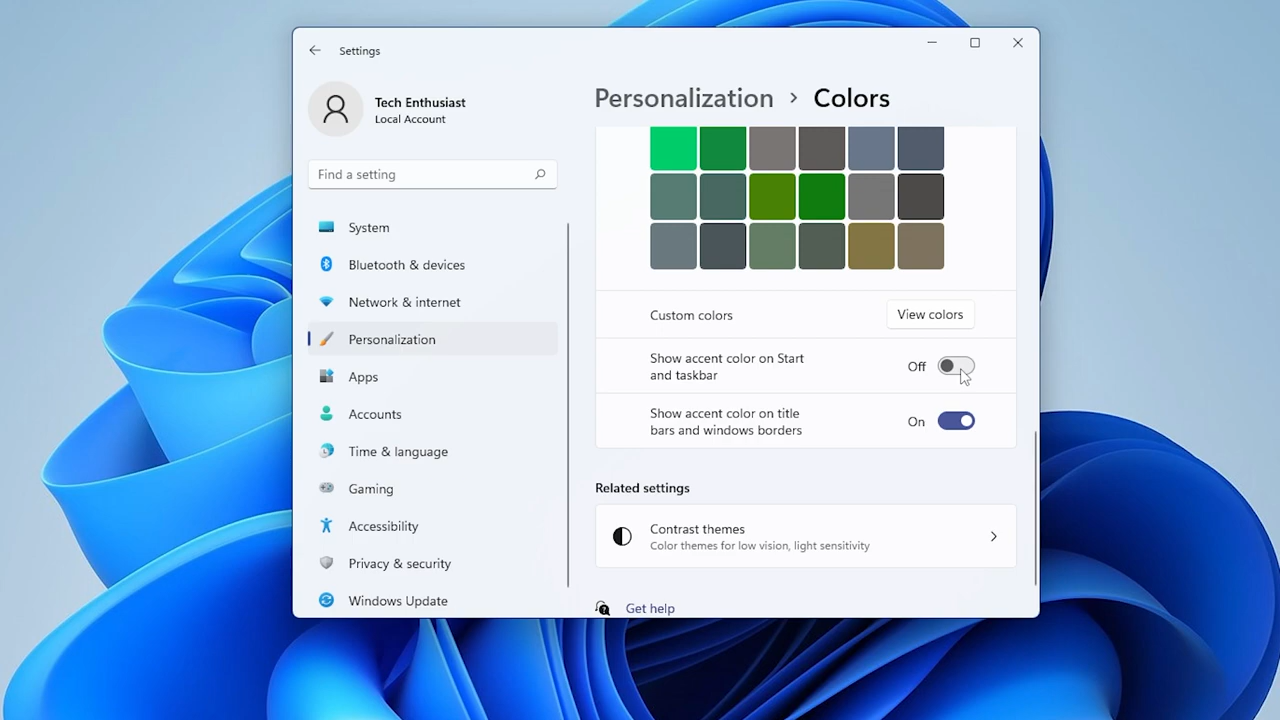 Settings
Tech Enthusiast
Local Account
Find a setting
System
Bluetooth & devices
Network & internet
Personalization
Apps
Accounts
Time & language
Gaming
Accessibility
Privacy & security
Windows Update
Personalization > Colors
Custom colors
View colors
Show accent color on Start
and taskbar
Off
Show accent color on title
bars and windows borders
On
Related settings
Contrast themes
Color themes for low vision, light sensitivity
Get help